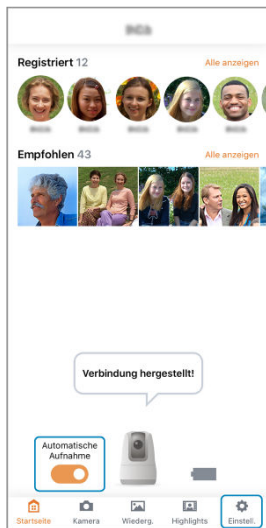 Registriert 12
Alle anzeigen
Empfohlen 43
Alle anzeigen
Verbindung hergestellt!
Automatische
Aufnahme
Startseite
Kamera
Wiederg.
Highlights
Einstell.